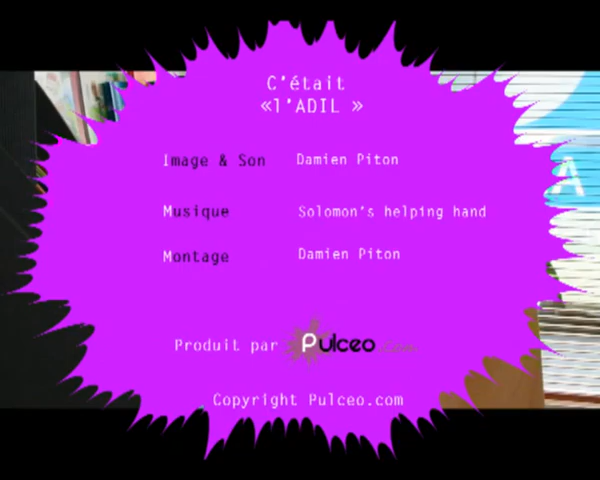 C'était
«l'ADIL »
Image & Son Damien Piton
Musique Solomon's helping hand
Montage Damien Piton
Produit par Pulceo.com
Copyright Pulceo.com
A